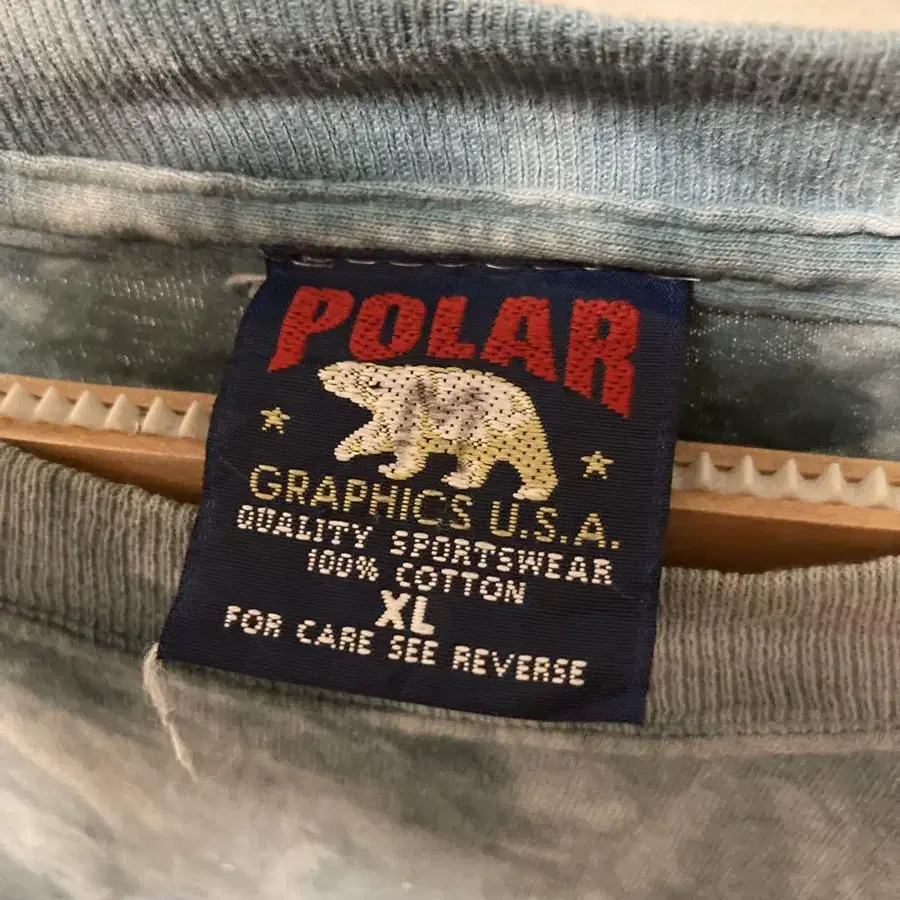 POLAR
GRAPHICS U.S.A.
QUALITY SPORTSWEAR
100% COTTON
XL
FOR CARE SEE REVERSE